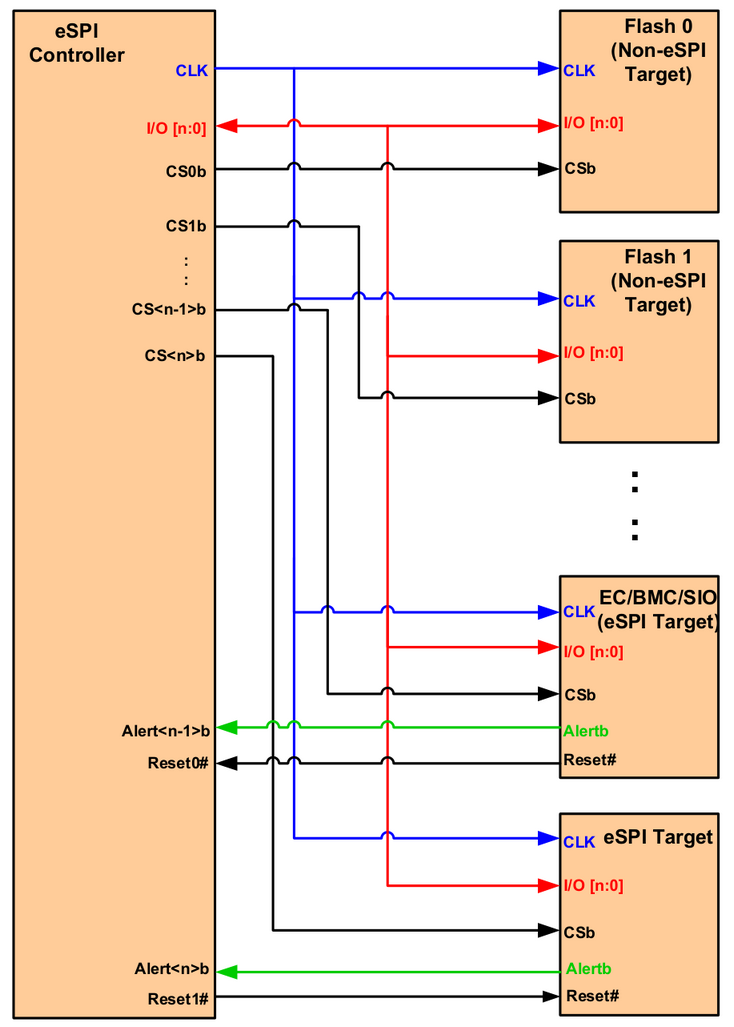 eSPI
Controller
CLK
I/O [n:0]
CS0b
CS1b
:
:
CS<n-1>b
CS<n>b
Alert<n-1>b
Reset0#
Alert<n>b
Reset1#
Flash 0
(Non-eSPI
Target)
CLK
I/O [n:0]
CSb
Flash 1
(Non-eSPI
Target)
CLK
I/O [n:0]
CSb
:
:
EC/BMC/SIO
(eSPI Target)
CLK
I/O [n:0]
CSb
Alertb
Reset#
eSPI Target
CLK
I/O [n:0]
CSb
Alertb
Reset#